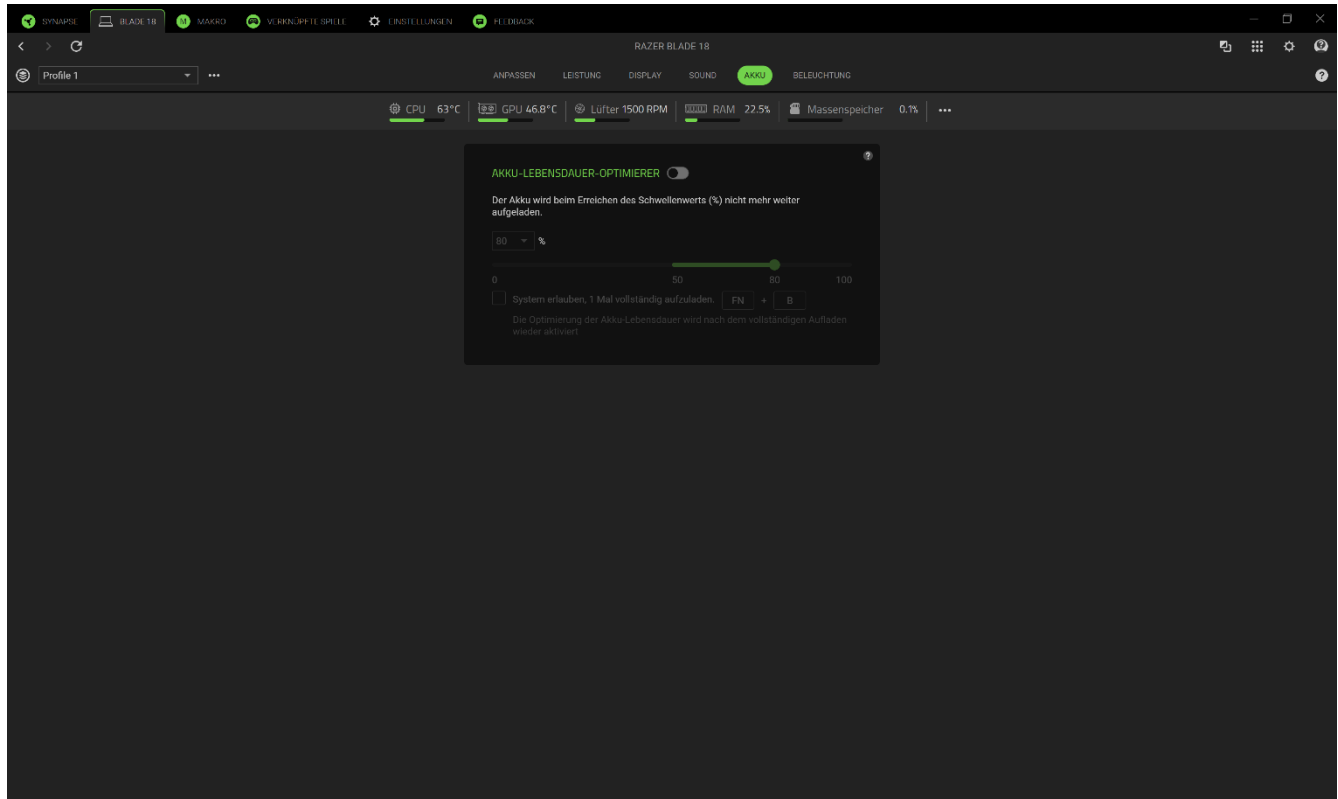 SYNAPSE BLADE 18 M MAKRO VERKNÜPFTE SPIELE EINSTELLUNGEN FEEDBACK
RAZER BLADE 18
Profile 1 ANPASSEN LEISTUNG DISPLAY SOUND AKKU BELEUCHTUNG
CPU 63°C GPU 46.8°C Lüfter 1500 RPM RAM 22.5% Massenspeicher 0.1%
AKKU-LEBENSDAUER-OPTIMIERER
Der Akku wird beim Erreichen des Schwellenwerts (%) nicht mehr weiter
aufgeladen.
80 %
0 50 80 100
System erlauben, 1 Mal vollständig aufzuladen. FN + B
Die Optimierung der Akku-Lebensdauer wird nach dem vollständigen Aufladen
wieder aktiviert